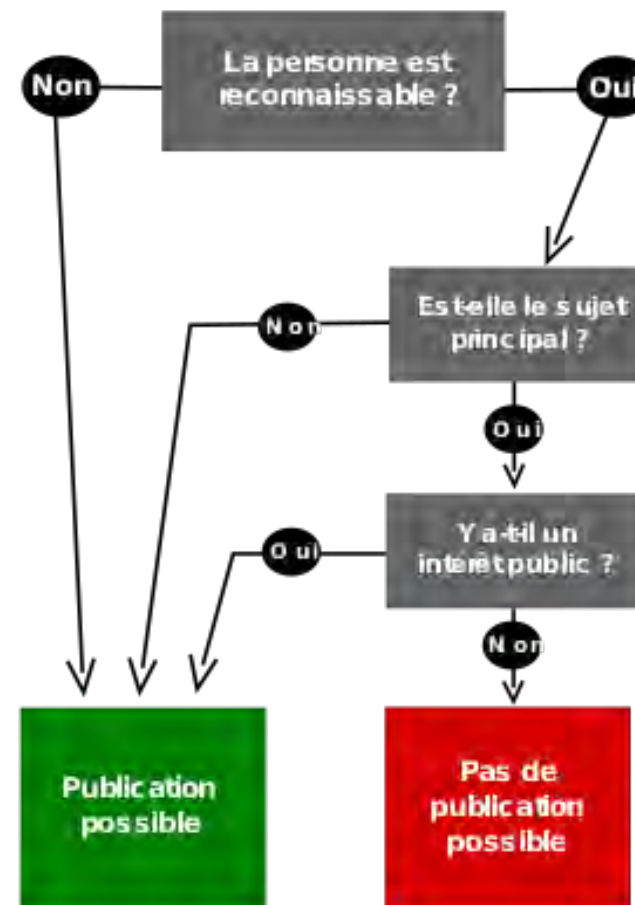 La personne est
reconnaissable ?
Non
Oui
Est-elle le sujet
principal ?
Non
Oui
Y a-t-il un
intérêt public ?
Oui
Non
Publication
possible
Pas de
publication
possible